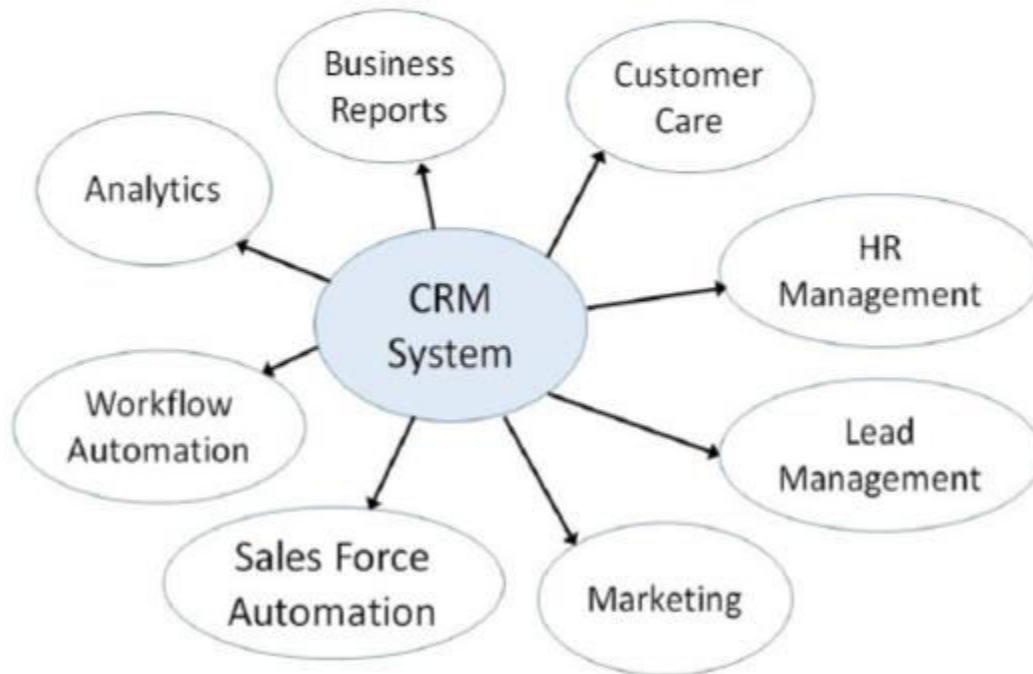 Business
Reports
Customer
Care
Analytics
HR
Management
CRM
System
Workflow
Automation
Lead
Management
Sales Force
Automation
Marketing